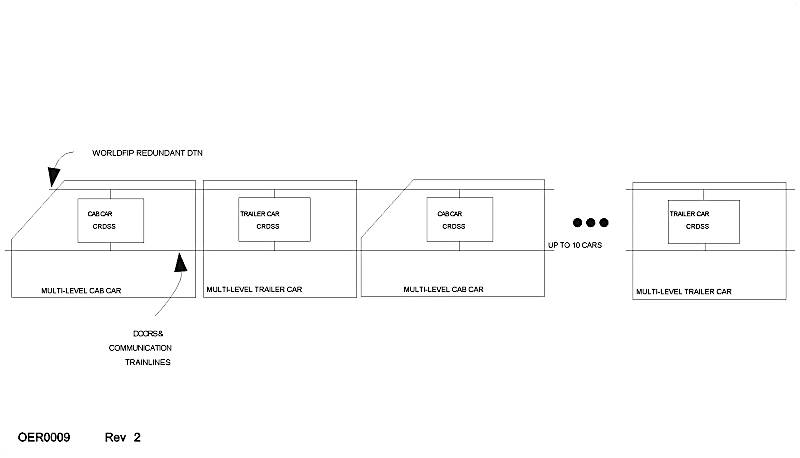 WORLDFIP REDUNDANT DTN
CAB CAR
CRDSS
TRAILER CAR
CRDSS
CAB CAR
CRDSS
TRAILER CAR
CRDSS
UP TO 10 CARS
MULTI-LEVEL CAB CAR
MULTI-LEVEL TRAILER CAR
MULTI-LEVEL CAB CAR
MULTI-LEVEL TRAILER CAR
DOORS &
COMMUNICATION
TRAINLINES
OER0009 Rev 2